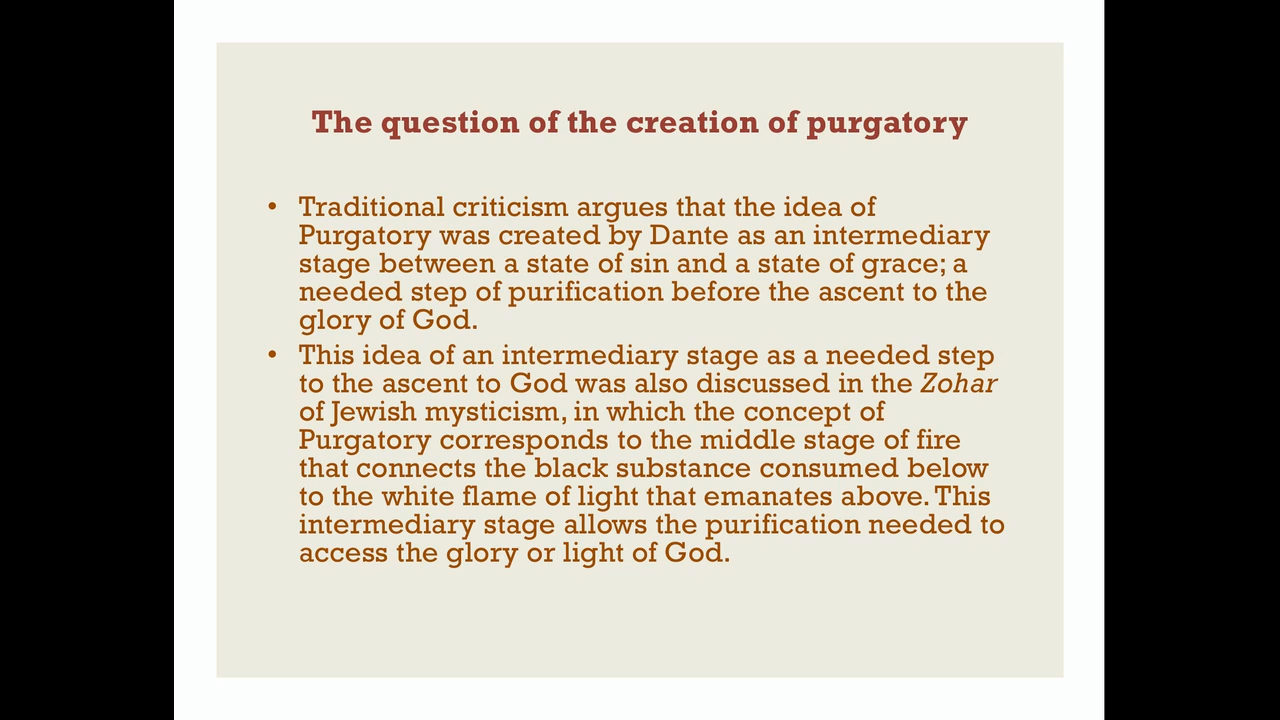 The question of the creation of purgatory
• Traditional criticism argues that the idea of
Purgatory was created by Dante as an intermediary
stage between a state of sin and a state of grace; a
needed step of purification before the ascent to the
glory of God.
• This idea of an intermediary stage as a needed step
to the ascent to God was also discussed in the Zohar
of Jewish mysticism, in which the concept of
Purgatory corresponds to the middle stage of fire
that connects the black substance consumed below
to the white flame of light that emanates above. This
intermediary stage allows the purification needed to
access the glory or light of God.